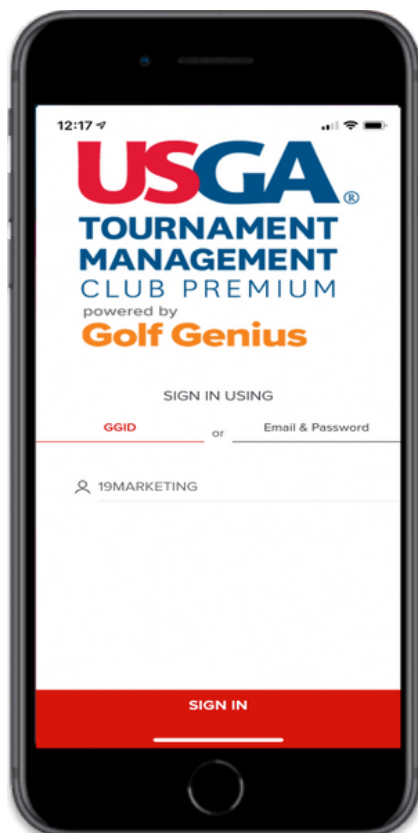 12:17
USGA®
TOURNAMENT
MANAGEMENT
CLUB PREMIUM
powered by
Golf Genius
SIGN IN USING
GGID or Email & Password
19MARKETING
SIGN IN